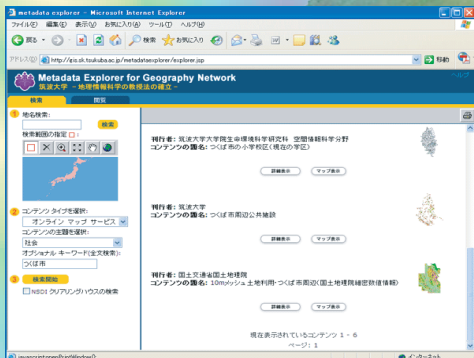 metadata explorer - Microsoft Internet Explorer
ファイル(F) 編集(E) 表示(V) お気に入り(A) ツール(T) ヘルプ(H)
戻る 検索 お気に入り
アドレス(D) http://gis.sk.tsukuba.ac.jp/metadataexplorer/explorer.jsp 移動
Metadata Explorer for Geography Network
筑波大学 -地理情報科学の教授法の確立-
ヘルプ
検索 閲覧
1 地名検索:
検索
検索範囲の指定 :
2 コンテンツ タイプを選択:
オンライン マップ サービス
コンテンツの主題を選択:
社会
オプショナル キーワード(全文検索):
つくば市
3 検索開始
NSDI クリアリングハウスの検索
刊行者: 筑波大学大学院生命環境科学研究科 空間情報科学分野
コンテンツの題名: つくば市の小学校区(現在の学区)
詳細表示 マップ表示
刊行者: 筑波大学
コンテンツの題名: つくば市周辺公共施設
詳細表示 マップ表示
刊行者: 国土交通省国土地理院
コンテンツの題名: 10mメッシュ土地利用-つくば市周辺(国土地理院細密数値情報)
詳細表示 マップ表示
現在表示されているコンテンツ 1 - 6
ページ: 1
javascript:openPrintWindow()
インターネット